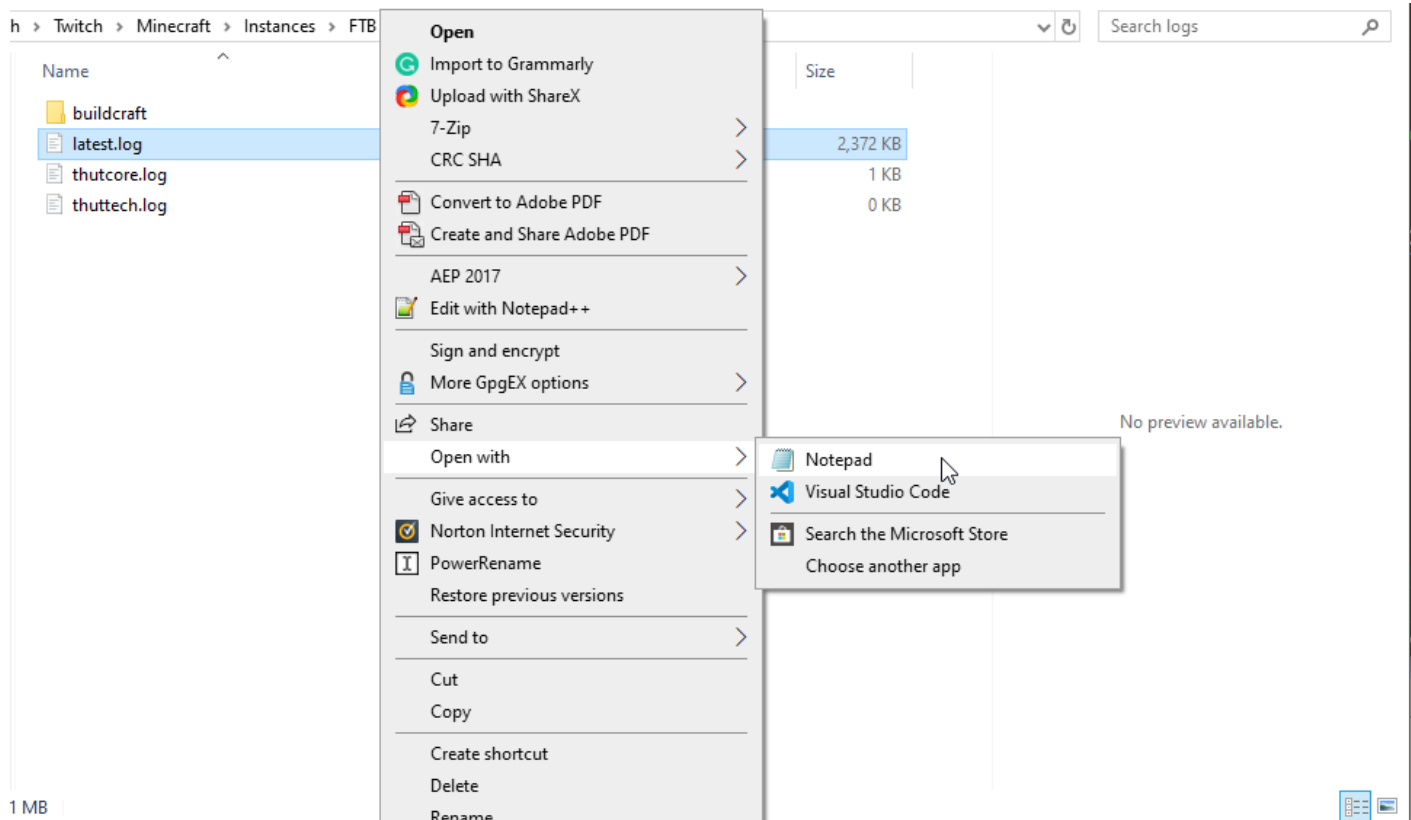 h > Twitch > Minecraft > Instances > FTB
Search logs
Name
Size
buildcraft
latest.log
2,372 KB
thutcore.log
1 KB
thuttech.log
0 KB
Open
Import to Grammarly
Upload with ShareX
7-Zip
CRC SHA
Convert to Adobe PDF
Create and Share Adobe PDF
AEP 2017
Edit with Notepad++
Sign and encrypt
More GpgEX options
Share
Open with
Give access to
Norton Internet Security
PowerRename
Restore previous versions
Send to
Cut
Copy
Create shortcut
Delete
Rename
Notepad
Visual Studio Code
Search the Microsoft Store
Choose another app
No preview available.
1 MB